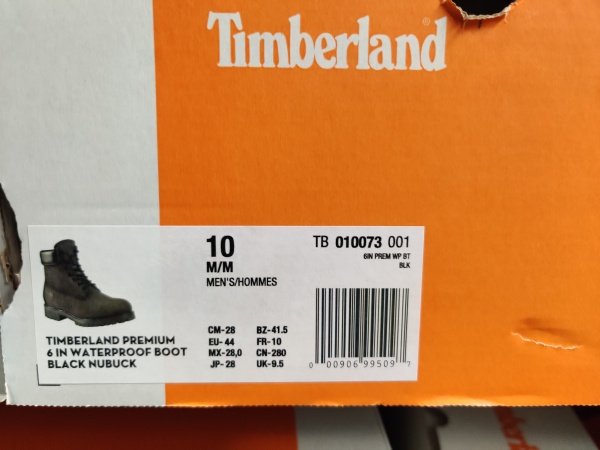 Timberland®
10
M/M
MEN'S/HOMMES
TB 010073 001
6IN PREM WP BT
BLK
TIMBERLAND PREMIUM
6 IN WATERPROOF BOOT
BLACK NUBUCK
CM-28 BZ-41.5
EU- 44 FR-10
MX-28,0 CN-280
JP- 28 UK-9.5
0 00906 99509 7
Timberland